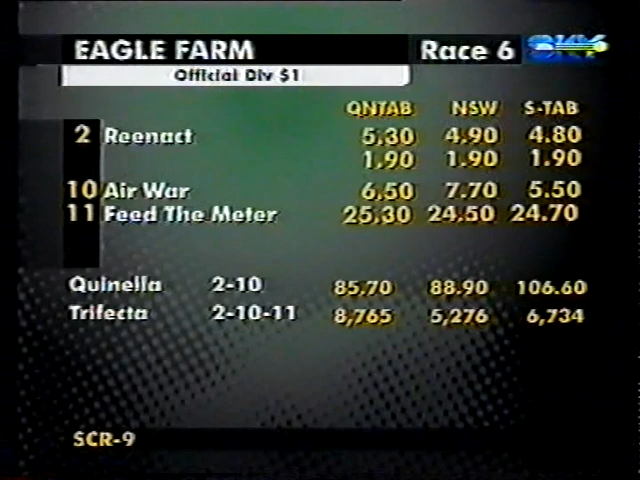 EAGLE FARM Race 6 SKY
Official Div $1
QNTAB NSW S-TAB
2 Reenact 5.30 4.90 4.80
1.90 1.90 1.90
10 Air War 6.50 7.70 5.50
11 Feed The Meter 25.30 24.50 24.70
Quinella 2-10 85.70 88.90 106.60
Trifecta 2-10-11 8,765 5,276 6,734
SCR-9